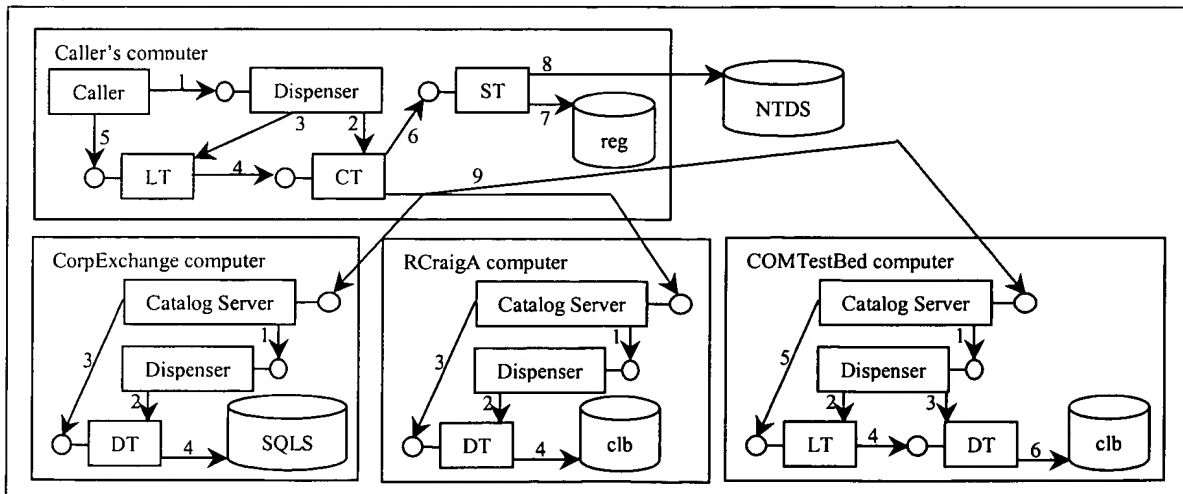 Caller's computer
Caller
1
Dispenser
ST
8
7
reg
NTDS
5
3
2
6
LT
4
CT
9
CorpExchange computer
Catalog Server
1
3
Dispenser
2
DT
4
SQLS
RCraigA computer
Catalog Server
1
3
Dispenser
2
DT
4
clb
COMTestBed computer
Catalog Server
1
5
Dispenser
2
3
LT
4
DT
6
clb